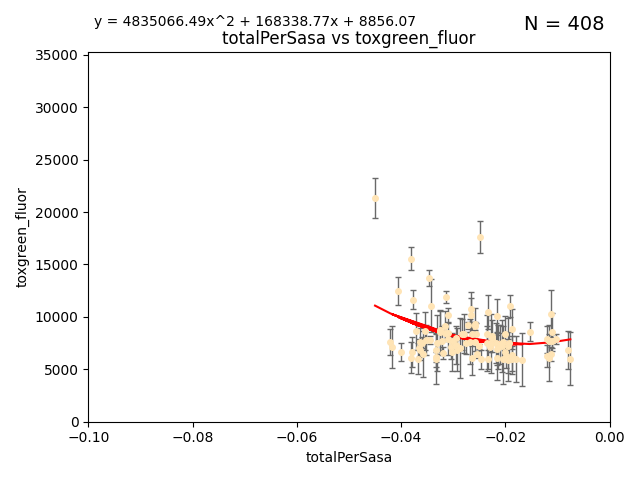 y = 4835066.49x^2 + 168338.77x + 8856.07
N = 408
totalPerSasa vs toxgreen_fluor
35000
30000
25000
20000
15000
10000
5000
0
toxgreen_fluor
−0.10
−0.08
−0.06
−0.04
−0.02
0.00
totalPerSasa